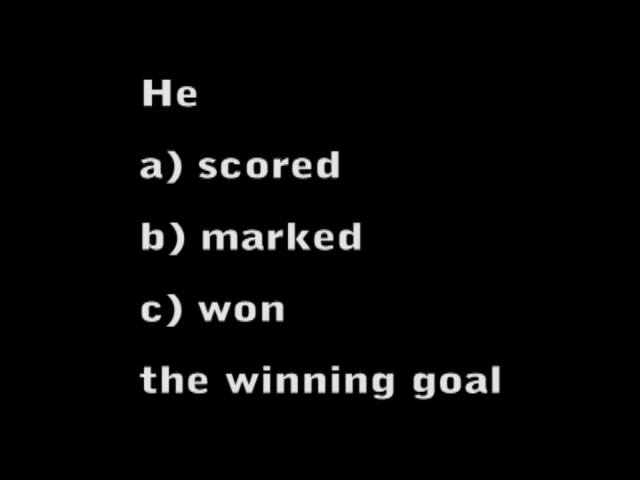 He
a) scored
b) marked
c) won
the winning goal